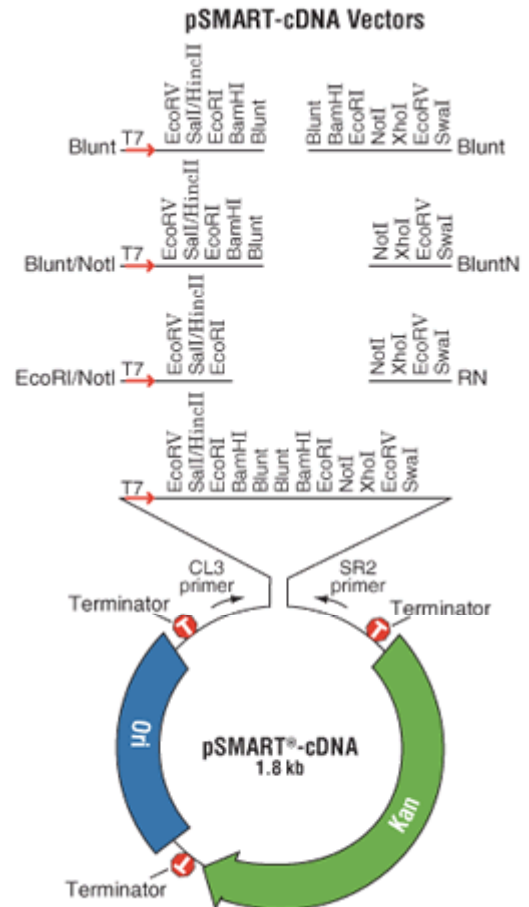 pSMART-cDNA Vectors
Blunt T7 EcoRV SalI/HincII EcoRI BamHI Blunt Blunt BamHI EcoRI NotI XhoI EcoRV SwaI Blunt
Blunt/NotI T7 EcoRV SalI/HincII EcoRI BamHI Blunt NotI XhoI EcoRV SwaI BluntN
EcoRI/NotI T7 EcoRV SalI/HincII EcoRI NotI XhoI EcoRV SwaI RN
T7 EcoRV SalI/HincII EcoRI BamHI Blunt Blunt BamHI EcoRI NotI XhoI EcoRV SwaI
CL3
primer
SR2
primer
Terminator
T
T
Terminator
Ori
pSMART®-cDNA
1.8 kb
Kan
T
Terminator